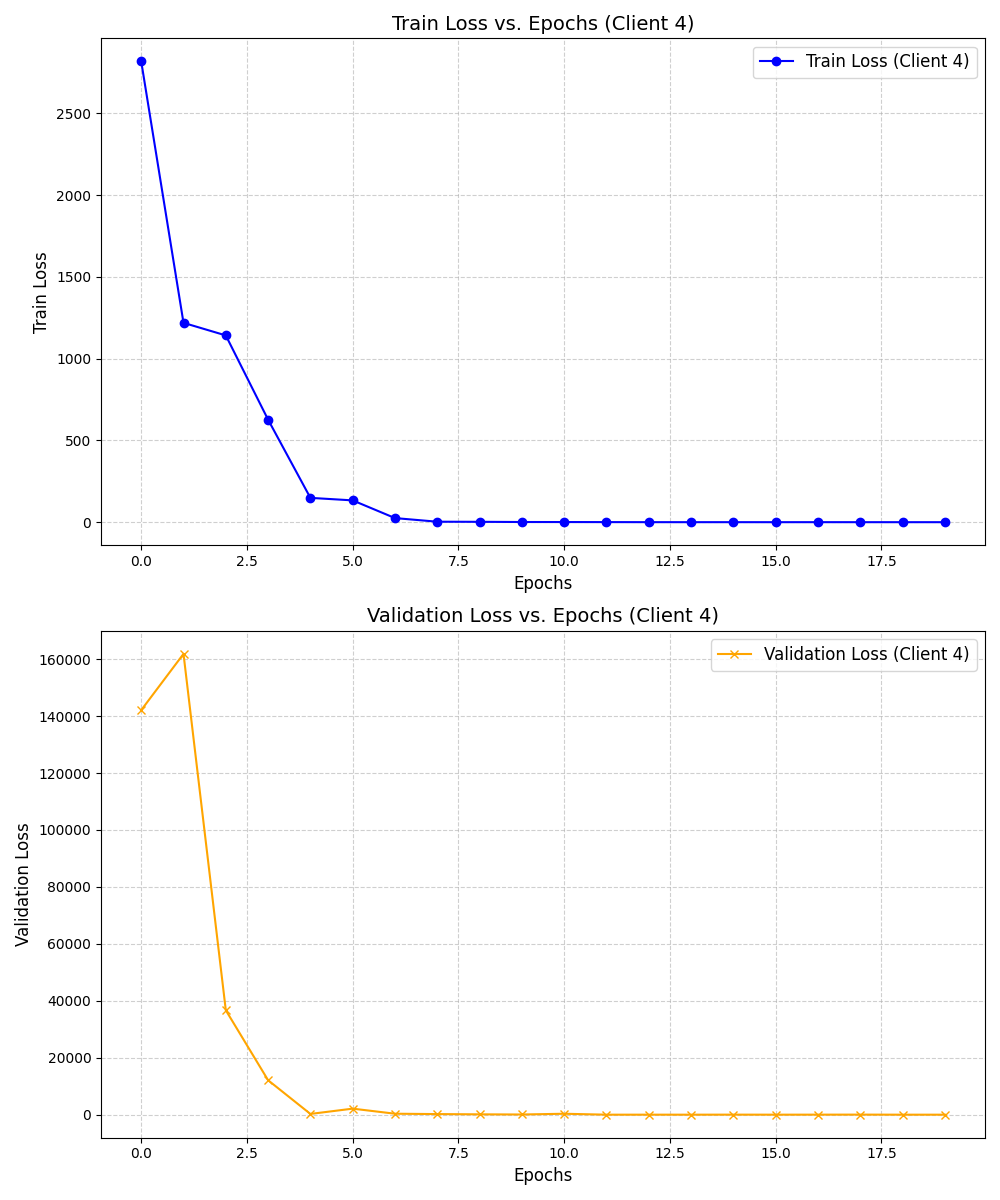 Train Loss vs. Epochs (Client 4)
Train Loss (Client 4)
2500
2000
1500
1000
500
0
Train Loss
0.0 2.5 5.0 7.5 10.0 12.5 15.0 17.5
Epochs
Validation Loss vs. Epochs (Client 4)
Validation Loss (Client 4)
160000
140000
120000
100000
80000
60000
40000
20000
0
Validation Loss
0.0 2.5 5.0 7.5 10.0 12.5 15.0 17.5
Epochs